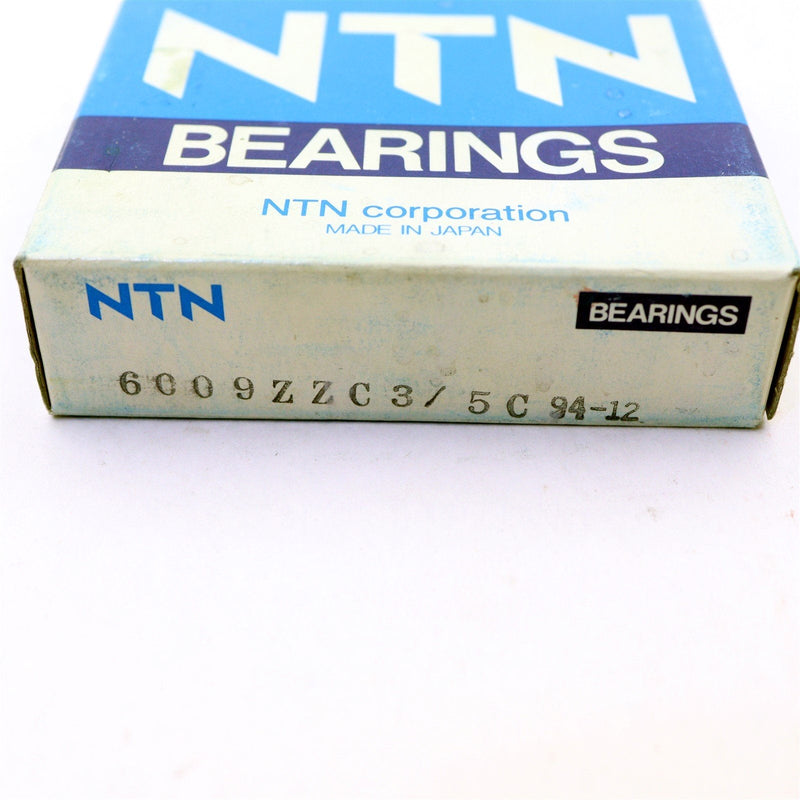 NTN
BEARINGS
NTN corporation
MADE IN JAPAN
NTN BEARINGS
6009ZZC3/ 5C 94-12